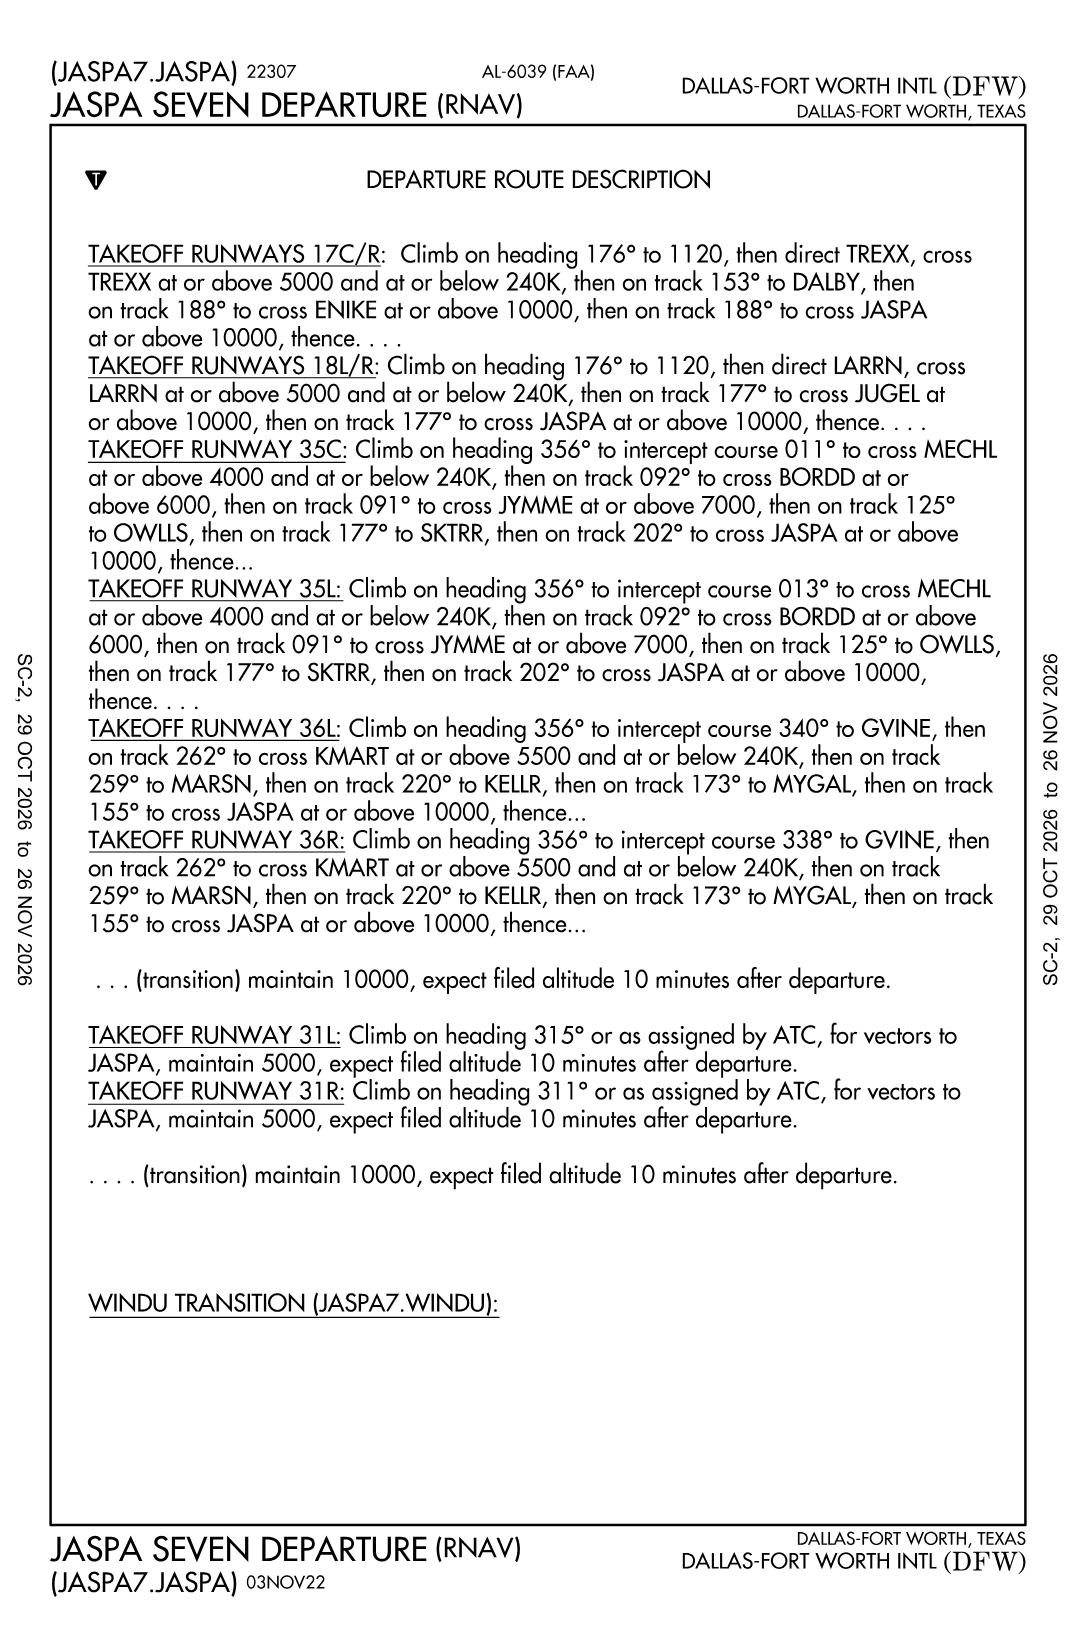 (JASPA7.JASPA) 22307
AL-6039 (FAA)
DALLAS-FORT WORTH INTL (DFW)
JASPA SEVEN DEPARTURE (RNAV)
DALLAS-FORT WORTH, TEXAS
T
DEPARTURE ROUTE DESCRIPTION
TAKEOFF RUNWAYS 17C/R: Climb on heading 176° to 1120, then direct TREXX, cross
TREXX at or above 5000 and at or below 240K, then on track 153° to DALBY, then
on track 188° to cross ENIKE at or above 10000, then on track 188° to cross JASPA
at or above 10000, thence. . . .
TAKEOFF RUNWAYS 18L/R: Climb on heading 176° to 1120, then direct LARRN, cross
LARRN at or above 5000 and at or below 240K, then on track 177° to cross JUGEL at
or above 10000, then on track 177° to cross JASPA at or above 10000, thence. . . .
TAKEOFF RUNWAY 35C: Climb on heading 356° to intercept course 011° to cross MECHL
at or above 4000 and at or below 240K, then on track 092° to cross BORDD at or
above 6000, then on track 091° to cross JYMME at or above 7000, then on track 125°
to OWLLS, then on track 177° to SKTRR, then on track 202° to cross JASPA at or above
10000, thence...
TAKEOFF RUNWAY 35L: Climb on heading 356° to intercept course 013° to cross MECHL
at or above 4000 and at or below 240K, then on track 092° to cross BORDD at or above
6000, then on track 091° to cross JYMME at or above 7000, then on track 125° to OWLLS,
then on track 177° to SKTRR, then on track 202° to cross JASPA at or above 10000,
thence. . . .
TAKEOFF RUNWAY 36L: Climb on heading 356° to intercept course 340° to GVINE, then
on track 262° to cross KMART at or above 5500 and at or below 240K, then on track
259° to MARSN, then on track 220° to KELLR, then on track 173° to MYGAL, then on track
155° to cross JASPA at or above 10000, thence...
TAKEOFF RUNWAY 36R: Climb on heading 356° to intercept course 338° to GVINE, then
on track 262° to cross KMART at or above 5500 and at or below 240K, then on track
259° to MARSN, then on track 220° to KELLR, then on track 173° to MYGAL, then on track
155° to cross JASPA at or above 10000, thence...
. . . (transition) maintain 10000, expect filed altitude 10 minutes after departure.
TAKEOFF RUNWAY 31L: Climb on heading 315° or as assigned by ATC, for vectors to
JASPA, maintain 5000, expect filed altitude 10 minutes after departure.
TAKEOFF RUNWAY 31R: Climb on heading 311° or as assigned by ATC, for vectors to
JASPA, maintain 5000, expect filed altitude 10 minutes after departure.
. . . . (transition) maintain 10000, expect filed altitude 10 minutes after departure.
WINDU TRANSITION (JASPA7.WINDU):
SC-2, 29 OCT 2026 to 26 NOV 2026
SC-2, 29 OCT 2026 to 26 NOV 2026
JASPA SEVEN DEPARTURE (RNAV)
DALLAS-FORT WORTH, TEXAS
DALLAS-FORT WORTH INTL (DFW)
(JASPA7.JASPA) 03NOV22